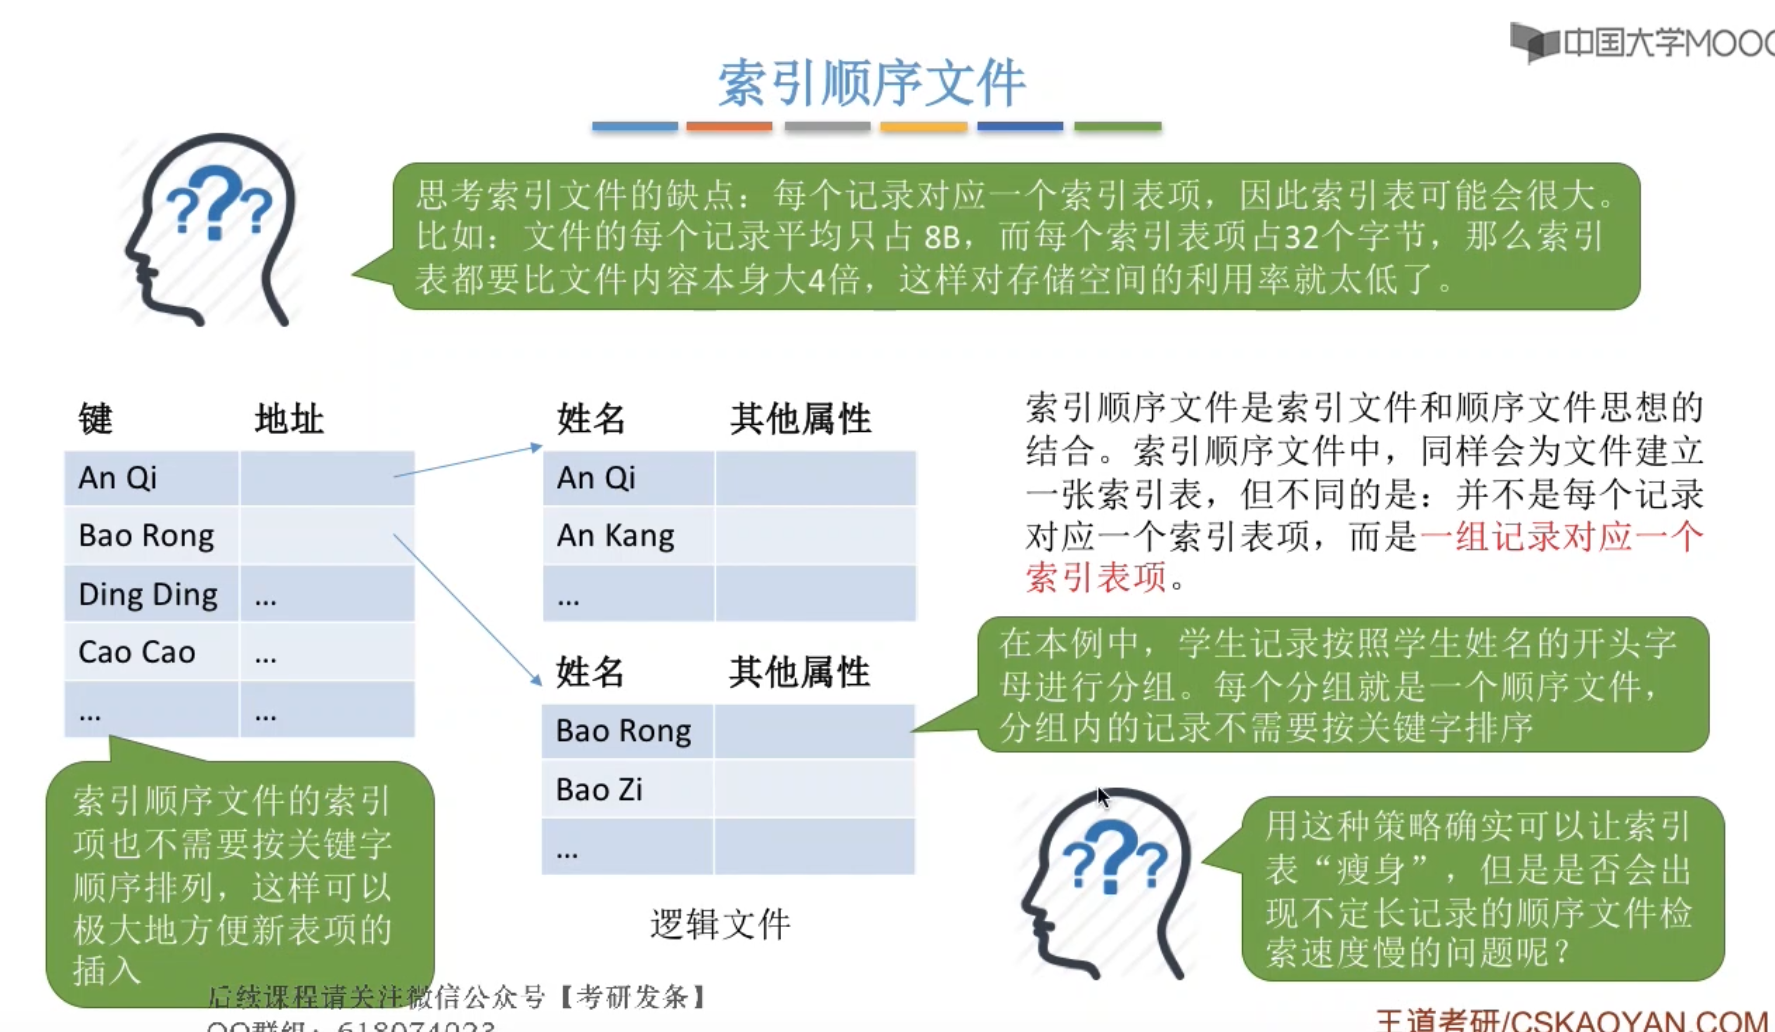 中国大学MOOC
索引顺序文件
思考索引文件的缺点：每个记录对应一个索引表项，因此索引表可能会很大。
比如：文件的每个记录平均只占 8B，而每个索引表项占32个字节，那么索引
表都要比文件内容本身大4倍，这样对存储空间的利用率就太低了。
键 地址
An Qi
Bao Rong
Ding Ding ...
Cao Cao ...
... ...
姓名 其他属性
An Qi
An Kang
...
姓名 其他属性
Bao Rong
Bao Zi
...
逻辑文件
索引顺序文件是索引文件和顺序文件思想的
结合。索引顺序文件中，同样会为文件建立
一张索引表，但不同的是：并不是每个记录
对应一个索引表项，而是一组记录对应一个
索引表项。
在本例中，学生记录按照学生姓名的开头字
母进行分组。每个分组就是一个顺序文件，
分组内的记录不需要按关键字排序
索引顺序文件的索引
项也不需要按关键字
顺序排列，这样可以
极大地方便新表项的
插入
用这种策略确实可以让索引
表“瘦身”，但是是否会出
现不定长记录的顺序文件检
索速度慢的问题呢？
后续课程请关注微信公众号【考研发条】
QQ群组：618074023
王道考研/CSKAOYAN.COM